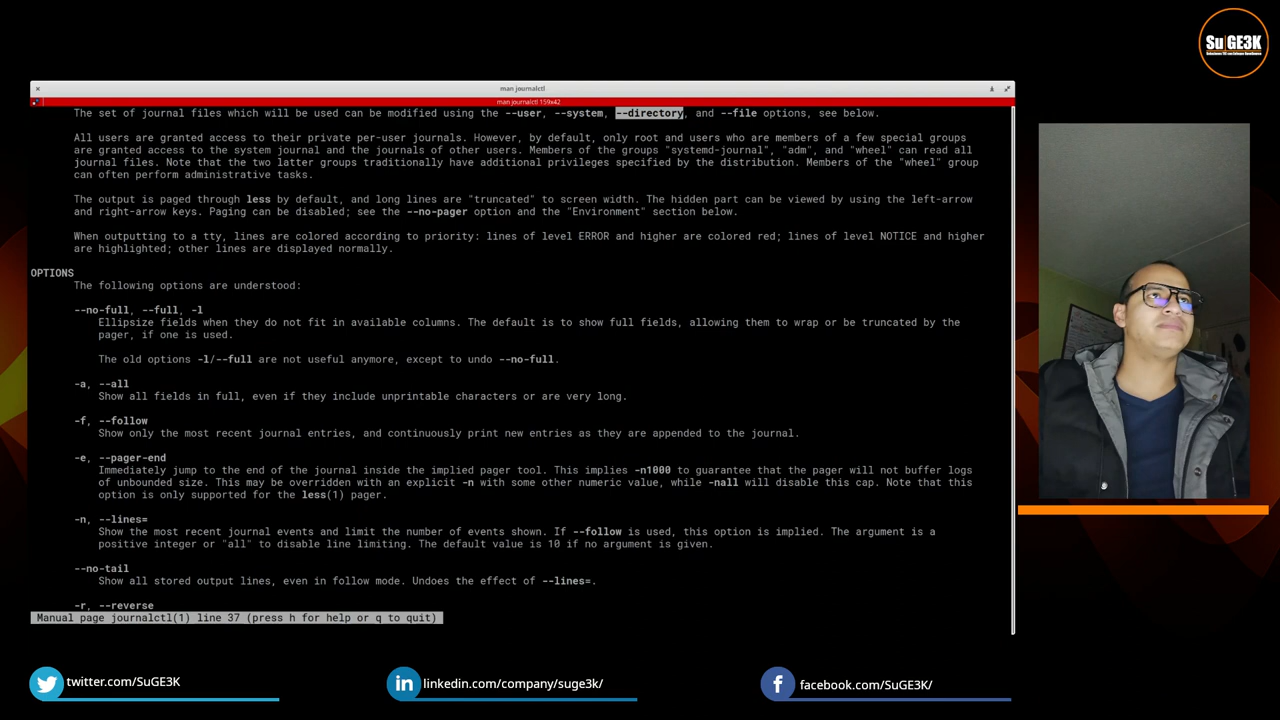 SuGE3K
man journalctl
man journalctl 159x42
The set of journal files which will be used can be modified using the --user, --system, --directory, and --file options, see below.
All users are granted access to their private per-user journals. However, by default, only root and users who are members of a few special groups
are granted access to the system journal and the journals of other users. Members of the groups "systemd-journal", "adm", and "wheel" can read all
journal files. Note that the two latter groups traditionally have additional privileges specified by the distribution. Members of the "wheel" group
can often perform administrative tasks.
The output is paged through less by default, and long lines are "truncated" to screen width. The hidden part can be viewed by using the left-arrow
and right-arrow keys. Paging can be disabled; see the --no-pager option and the "Environment" section below.
When outputting to a tty, lines are colored according to priority: lines of level ERROR and higher are colored red; lines of level NOTICE and higher
are highlighted; other lines are displayed normally.
OPTIONS
The following options are understood:
--no-full, --full, -l
Ellipsize fields when they do not fit in available columns. The default is to show full fields, allowing them to wrap or be truncated by the
pager, if one is used.
The old options -l/--full are not useful anymore, except to undo --no-full.
-a, --all
Show all fields in full, even if they include unprintable characters or are very long.
-f, --follow
Show only the most recent journal entries, and continuously print new entries as they are appended to the journal.
-e, --pager-end
Immediately jump to the end of the journal inside the implied pager tool. This implies -n1000 to guarantee that the pager will not buffer logs
of unbounded size. This may be overridden with an explicit -n with some other numeric value, while -nall will disable this cap. Note that this
option is only supported for the less(1) pager.
-n, --lines=
Show the most recent journal events and limit the number of events shown. If --follow is used, this option is implied. The argument is a
positive integer or "all" to disable line limiting. The default value is 10 if no argument is given.
--no-tail
Show all stored output lines, even in follow mode. Undoes the effect of --lines=.
-r, --reverse
Manual page journalctl(1) line 37 (press h for help or q to quit)
twitter.com/SuGE3K
linkedin.com/company/suge3k/
facebook.com/SuGE3K/